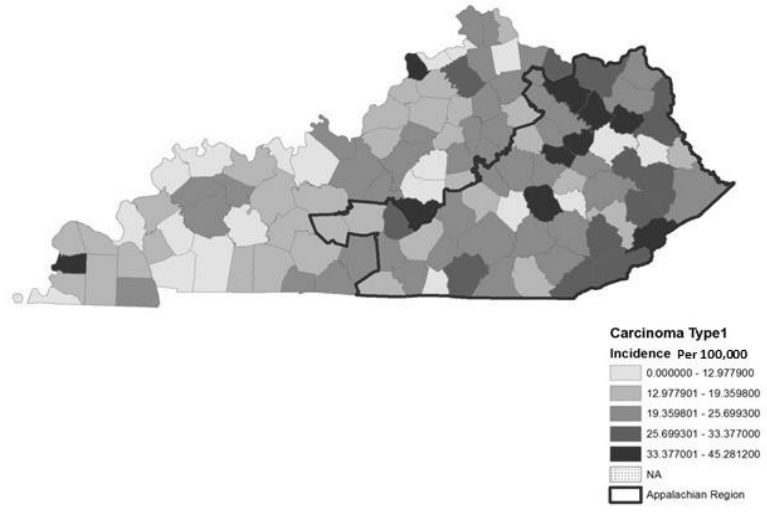 Carcinoma Type1
Incidence Per 100,000
0.000000 - 12.977900
12.977901 - 19.359800
19.359801 - 25.699300
25.699301 - 33.377000
33.377001 - 45.281200
NA
Appalachian Region